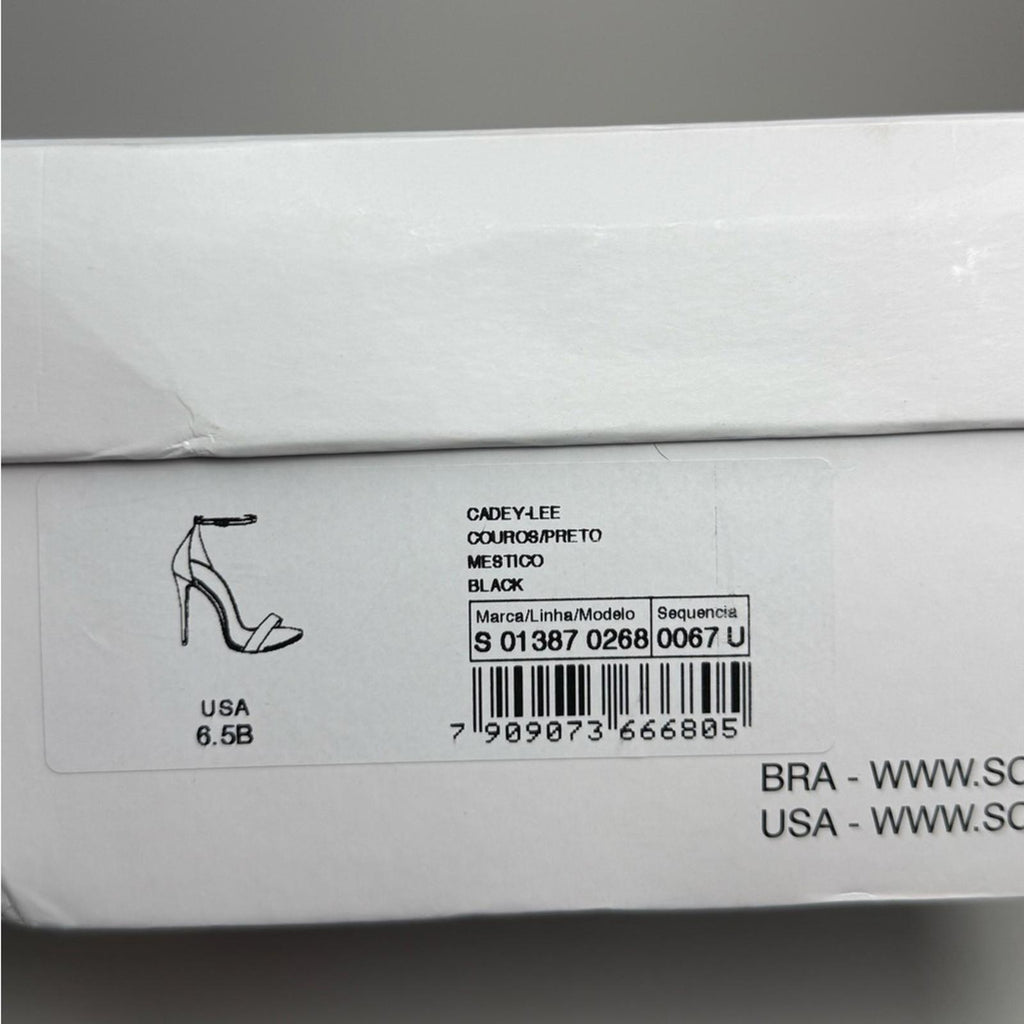 CADEY-LEE
COUROS/PRETO
MESTICO
BLACK
Marca/Linha/Modelo Sequencia
S 01387 0268 0067 U
7 909073 666805
USA
6.5B
BRA - WWW.SC
USA - WWW.SC